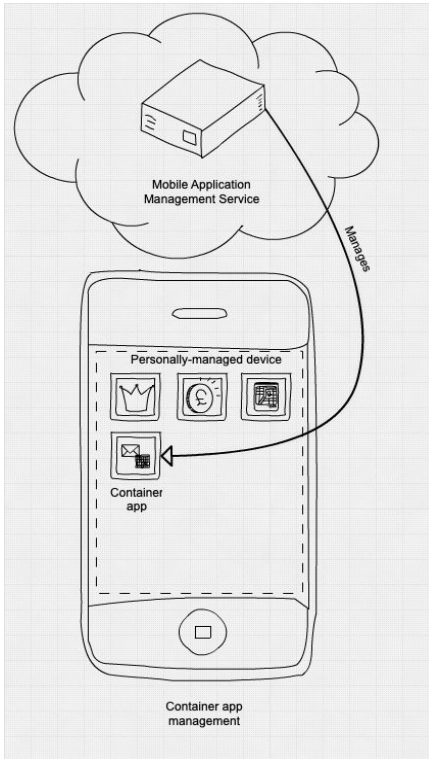 Mobile Application
Management Service
Manages
Personally-managed device
£
Container
app
Container app
management